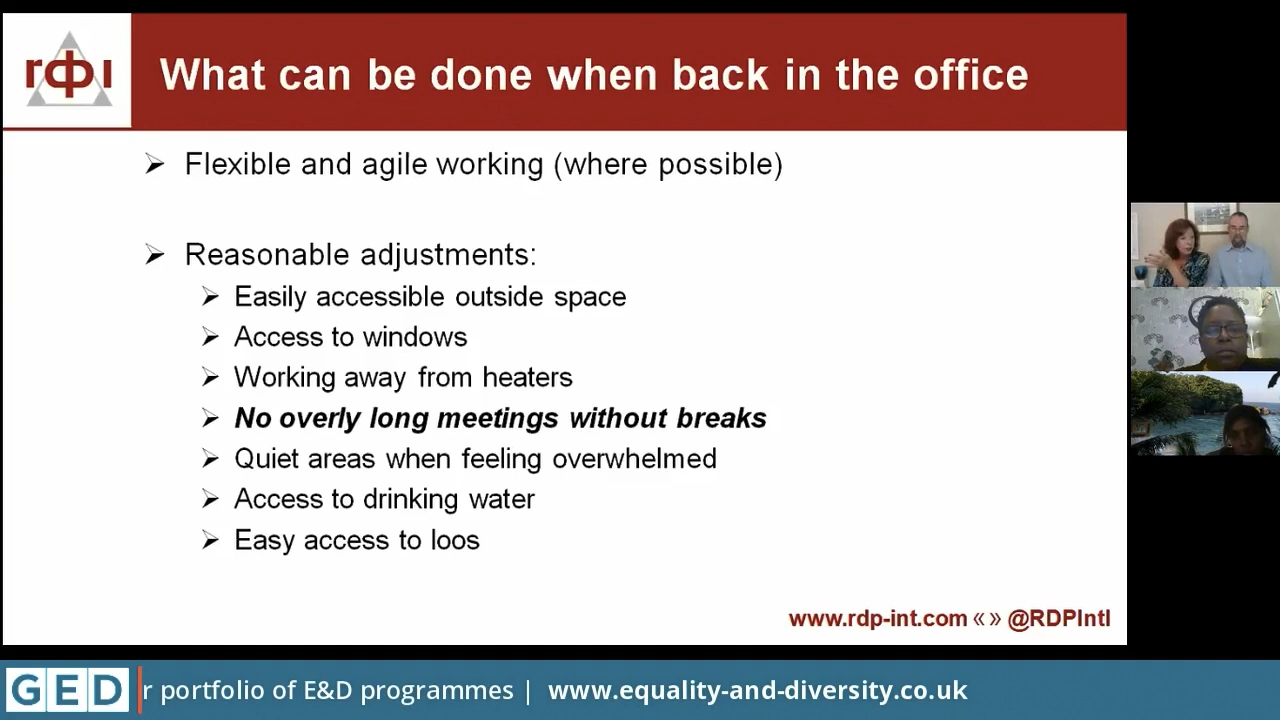 rФı
What can be done when back in the office
Flexible and agile working (where possible)
Reasonable adjustments:
Easily accessible outside space
Access to windows
Working away from heaters
No overly long meetings without breaks
Quiet areas when feeling overwhelmed
Access to drinking water
Easy access to loos
www.rdp-int.com «» @RDPIntl
GED r portfolio of E&D programmes | www.equality-and-diversity.co.uk